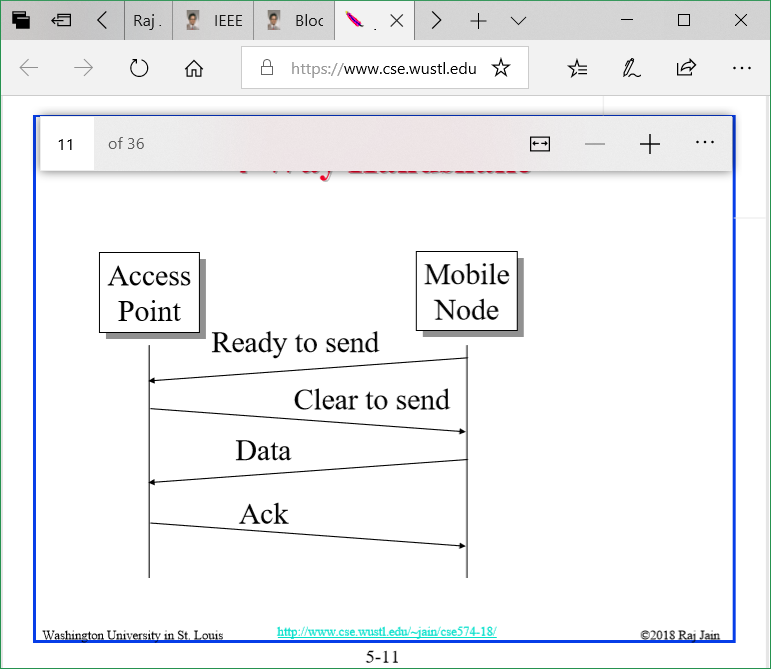 Raj . IEEE Bloc .
https://www.cse.wustl.edu
11 of 36
Access
Point
Mobile
Node
Ready to send
Clear to send
Data
Ack
Washington University in St. Louis http://www.cse.wustl.edu/~jain/cse574-18/ ©2018 Raj Jain
5-11